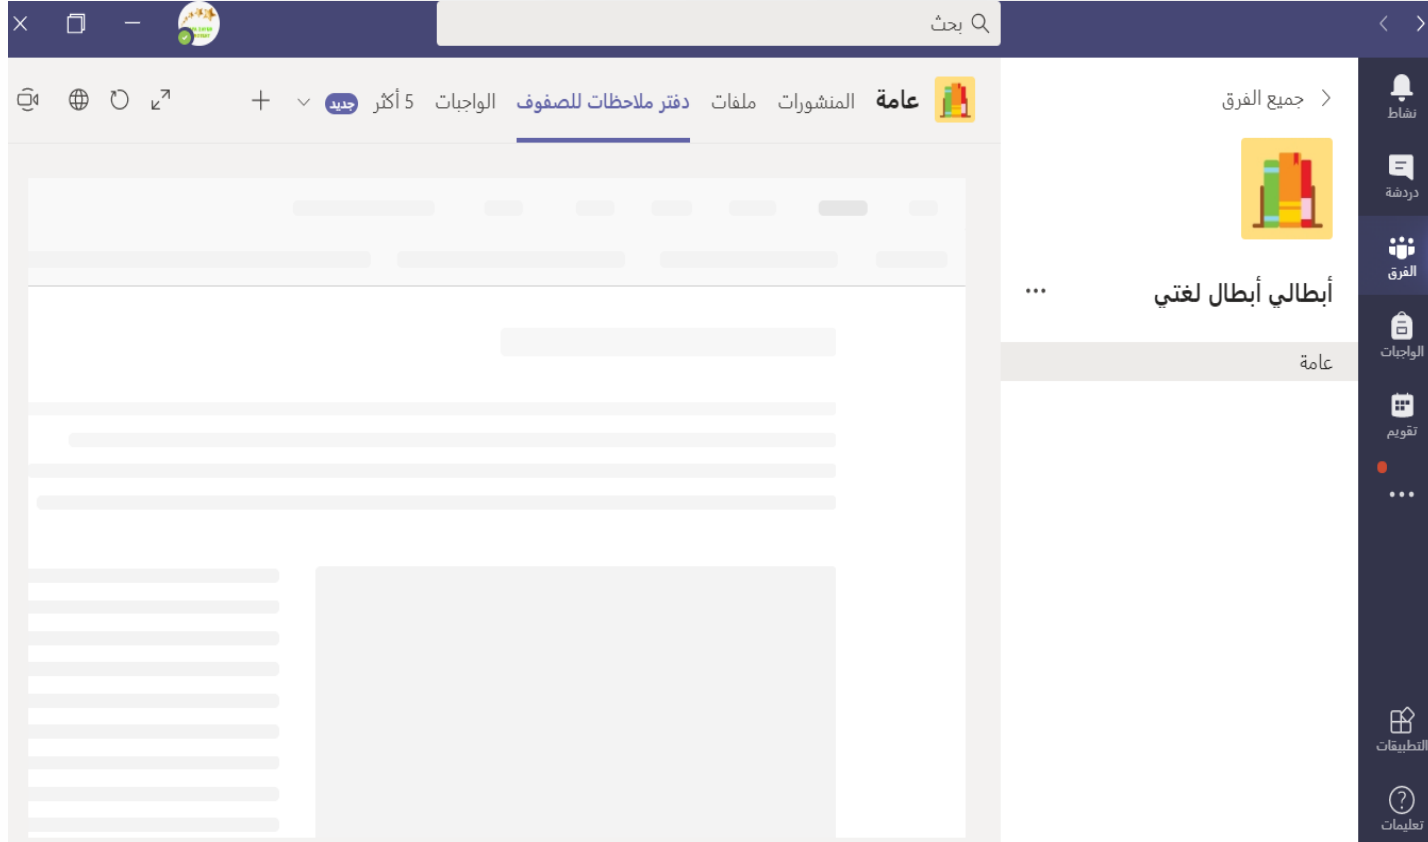 بحث
نشاط
دردشة
الفرق
الواجبات
تقويم
التطبيقات
تعليمات
جميع الفرق
أبطالي أبطال لغتي
عامة
عامة المنشورات ملفات دفتر ملاحظات للصفوف الواجبات 5 أكثر جديد